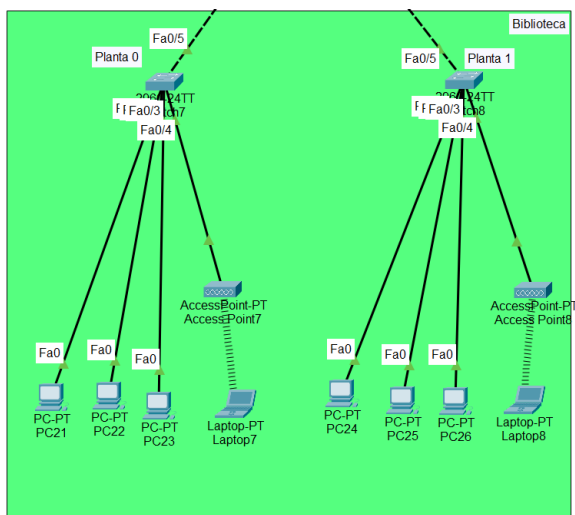 Biblioteca
Fa0/5
Planta 0
Fa0/3
Fa0/4
AccessPoint-PT
Access Point7
Fa0
Fa0
Fa0
PC-PT
PC21
PC-PT
PC22
PC-PT
PC23
Laptop-PT
Laptop7
Fa0/5
Planta 1
Fa0/3
Fa0/4
AccessPoint-PT
Access Point8
Fa0
Fa0
Fa0
PC-PT
PC24
PC-PT
PC25
PC-PT
PC26
Laptop-PT
Laptop8